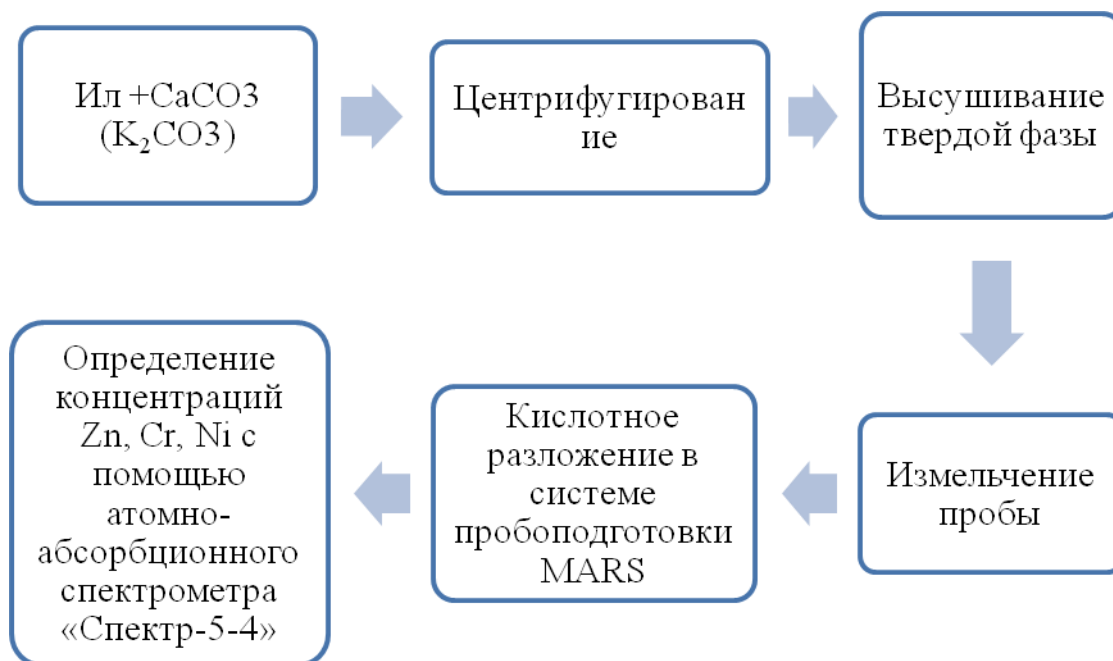 Ил +CaCO3
(K₂CO3)
Центрифугирован
ие
Высушивание
твердой фазы
Измельчение
пробы
Кислотное
разложение в
системе
пробоподготовки
MARS
Определение
концентраций
Zn, Cr, Ni с
помощью
атомно-
абсорбционного
спектрометра
«Спектр-5-4»